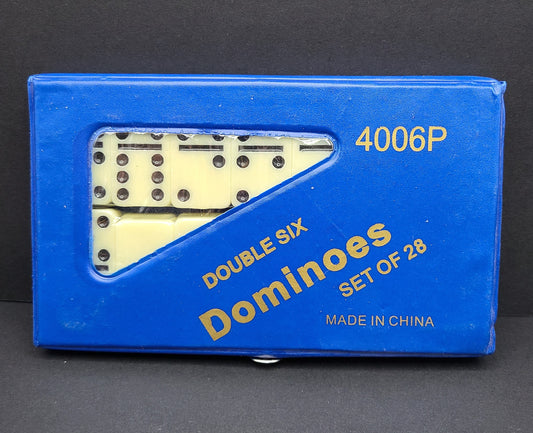 4006P
DOUBLE SIX
Dominoes
SET OF 28
MADE IN CHINA